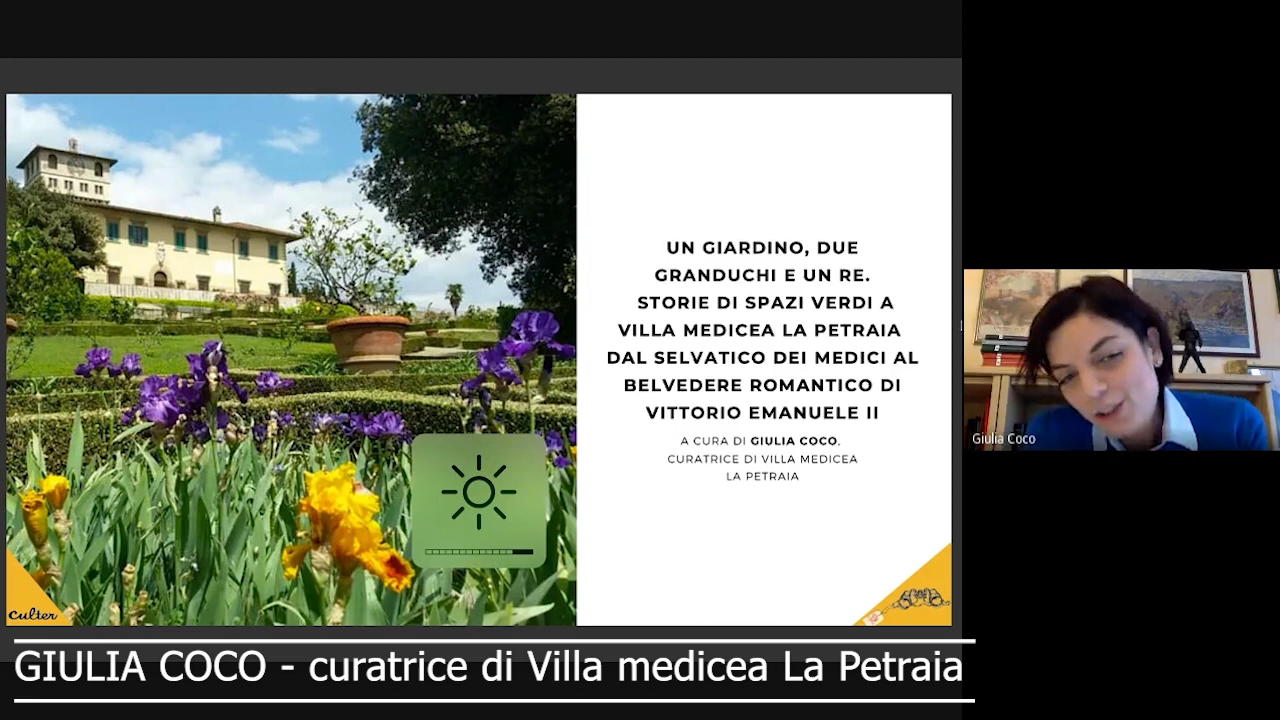 UN GIARDINO, DUE
GRANDUCHI E UN RE.
STORIE DI SPAZI VERDI A
VILLA MEDICEA LA PETRAIA
DAL SELVATICO DEI MEDICI AL
BELVEDERE ROMANTICO DI
VITTORIO EMANUELE II
A CURA DI GIULIA COCO,
CURATRICE DI VILLA MEDICEA
LA PETRAIA
culter
Giulia Coco
GIULIA COCO - curatrice di Villa medicea La Petraia